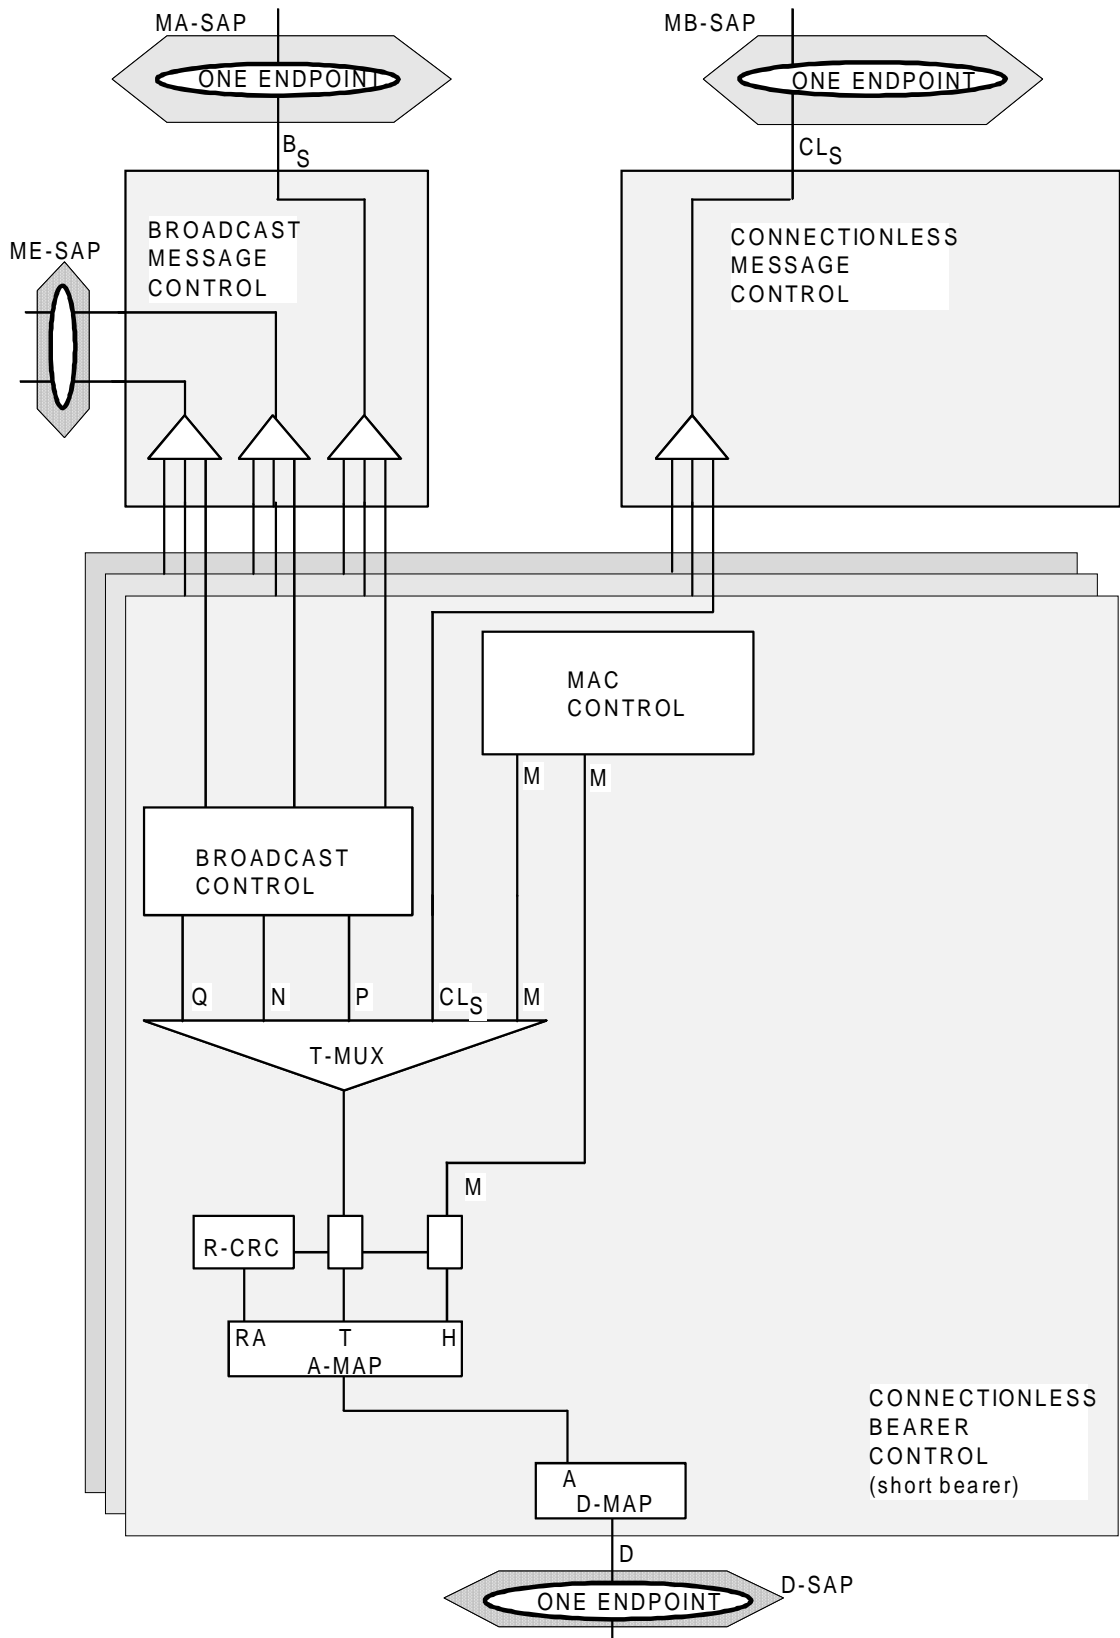 MA-SAP
MB-SAP
ONE ENDPOINT
ONE ENDPOINT
BS
CLS
BROADCAST
MESSAGE
CONTROL
ME-SAP
CONNECTIONLESS
MESSAGE
CONTROL
MAC
CONTROL
M
M
BROADCAST
CONTROL
Q
N
P
CLS
M
T-MUX
M
R-CRC
RA
T
H
A-MAP
CONNECTIONLESS
BEARER
CONTROL
(short bearer)
A
D-MAP
D
D-SAP
ONE ENDPOINT